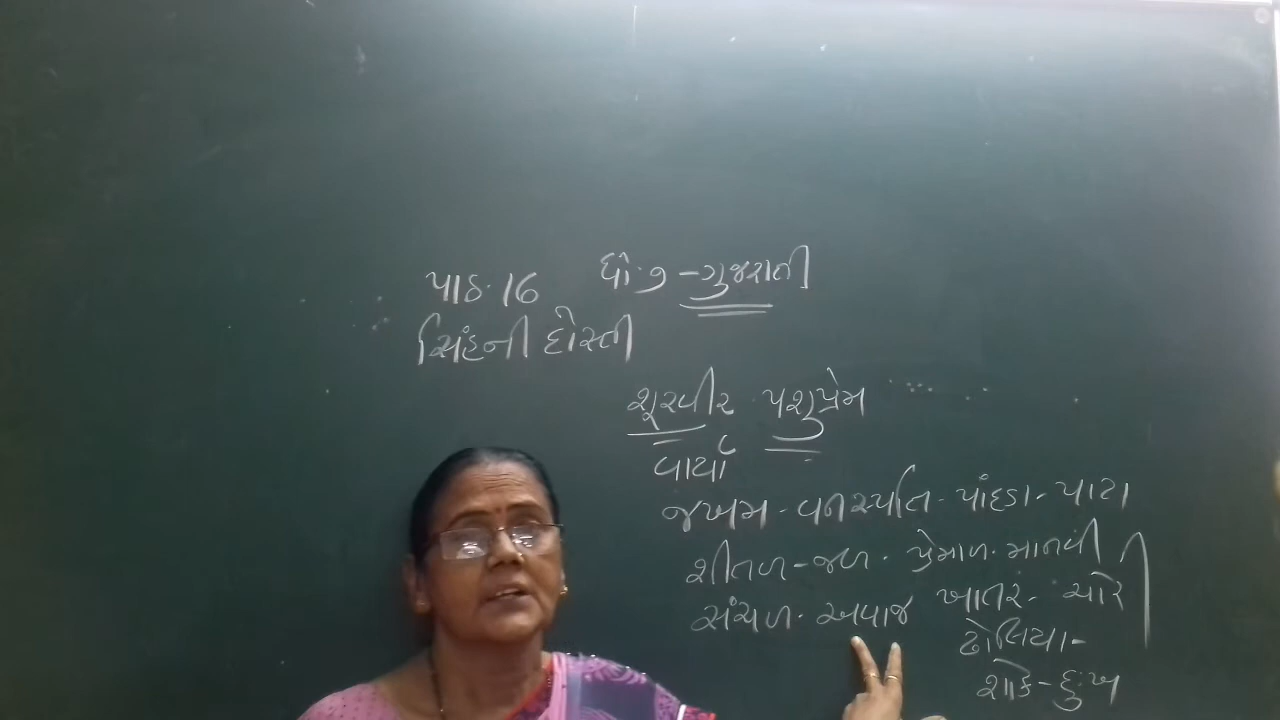 પાઠ.16 ધો.૭ - ગુજરાતી
સિંહની દોસ્તી
શૂરવીર પશુપ્રેમ
વાર્યાં
જખમ - વનસ્પતિ - પાંદડા - પાટા
શીતળ - જળ . પ્રેમાળ . માનવી
સંચળ - અવાજ ખાતર - ચોરે
ઢોલિયા -
શોક - દુઃખ